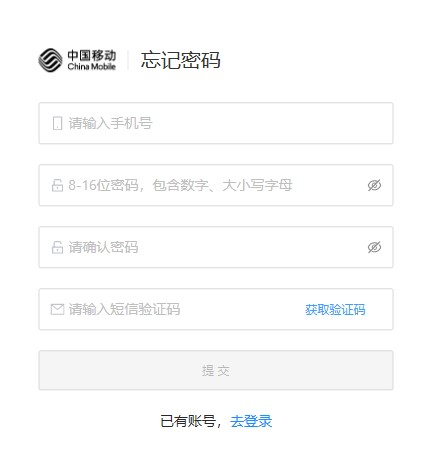 中国移动
China Mobile
忘记密码
请输入手机号
8-16位密码，包含数字、大小写字母
请确认密码
请输入短信验证码 获取验证码
提 交
已有账号，去登录